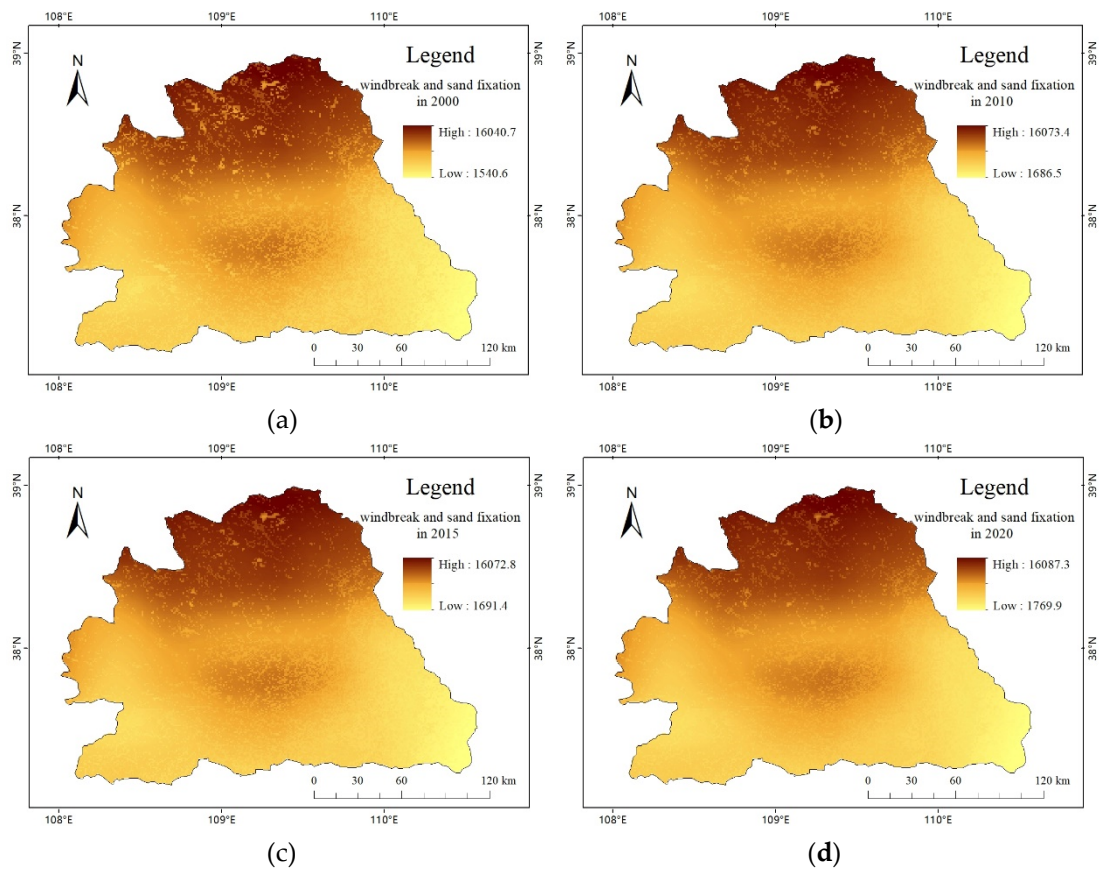 108°E 109°E 110°E
39°N 39°N
N
Legend
windbreak and sand fixation
in 2000
High : 16040.7
Low : 1540.6
38°N 38°N
0 30 60 120 km
108°E 109°E 110°E
(a)
108°E 109°E 110°E
39°N 39°N
N
Legend
windbreak and sand fixation
in 2010
High : 16073.4
Low : 1686.5
38°N 38°N
0 30 60 120 km
108°E 109°E 110°E
(b)
108°E 109°E 110°E
39°N 39°N
N
Legend
windbreak and sand fixation
in 2015
High : 16072.8
Low : 1691.4
38°N 38°N
0 30 60 120 km
108°E 109°E 110°E
(c)
108°E 109°E 110°E
39°N 39°N
N
Legend
windbreak and sand fixation
in 2020
High : 16087.3
Low : 1769.9
38°N 38°N
0 30 60 120 km
108°E 109°E 110°E
(d)